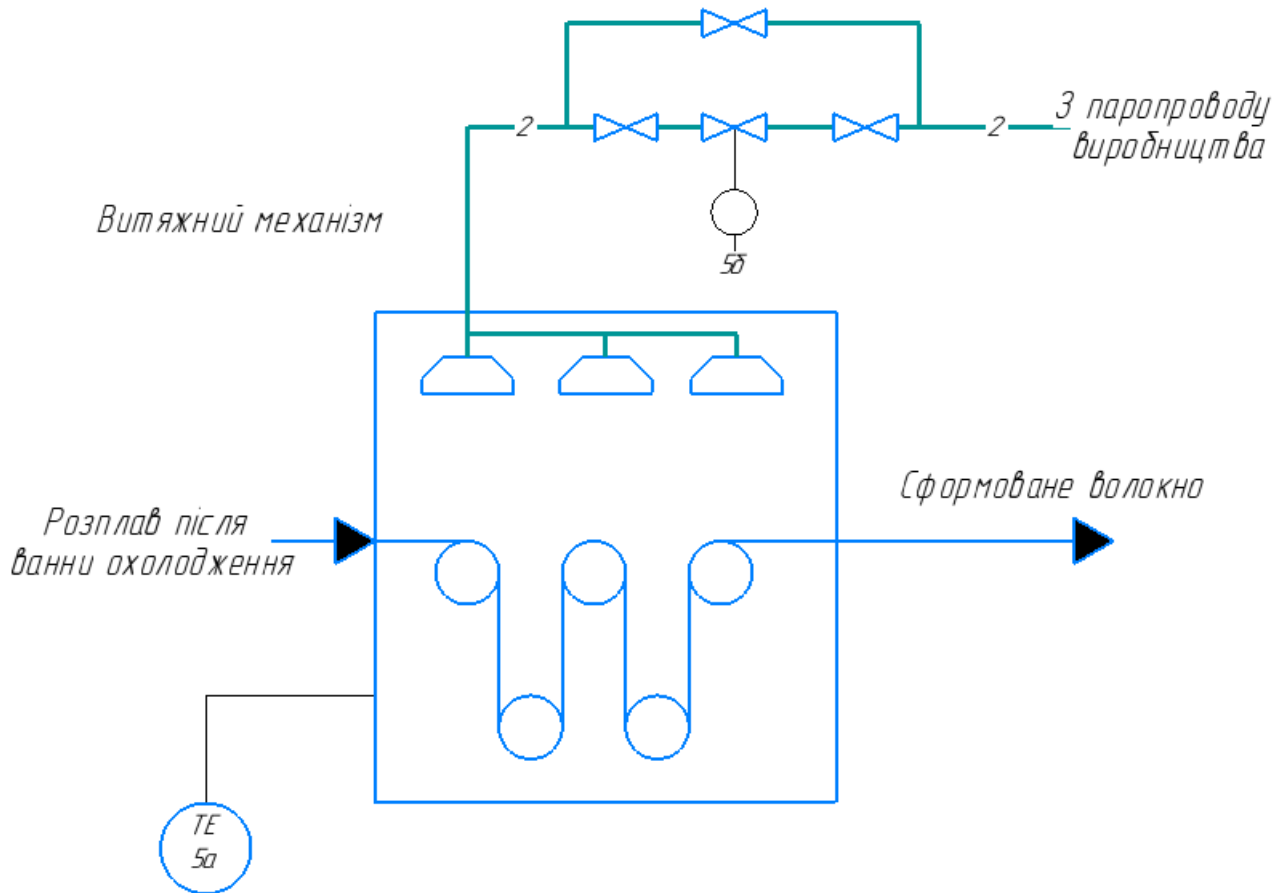 2
2
З паропроводу
виробництва
5б
Витяжний механізм
Сформоване волокно
Розплав після
ванни охолодження
TE
5а